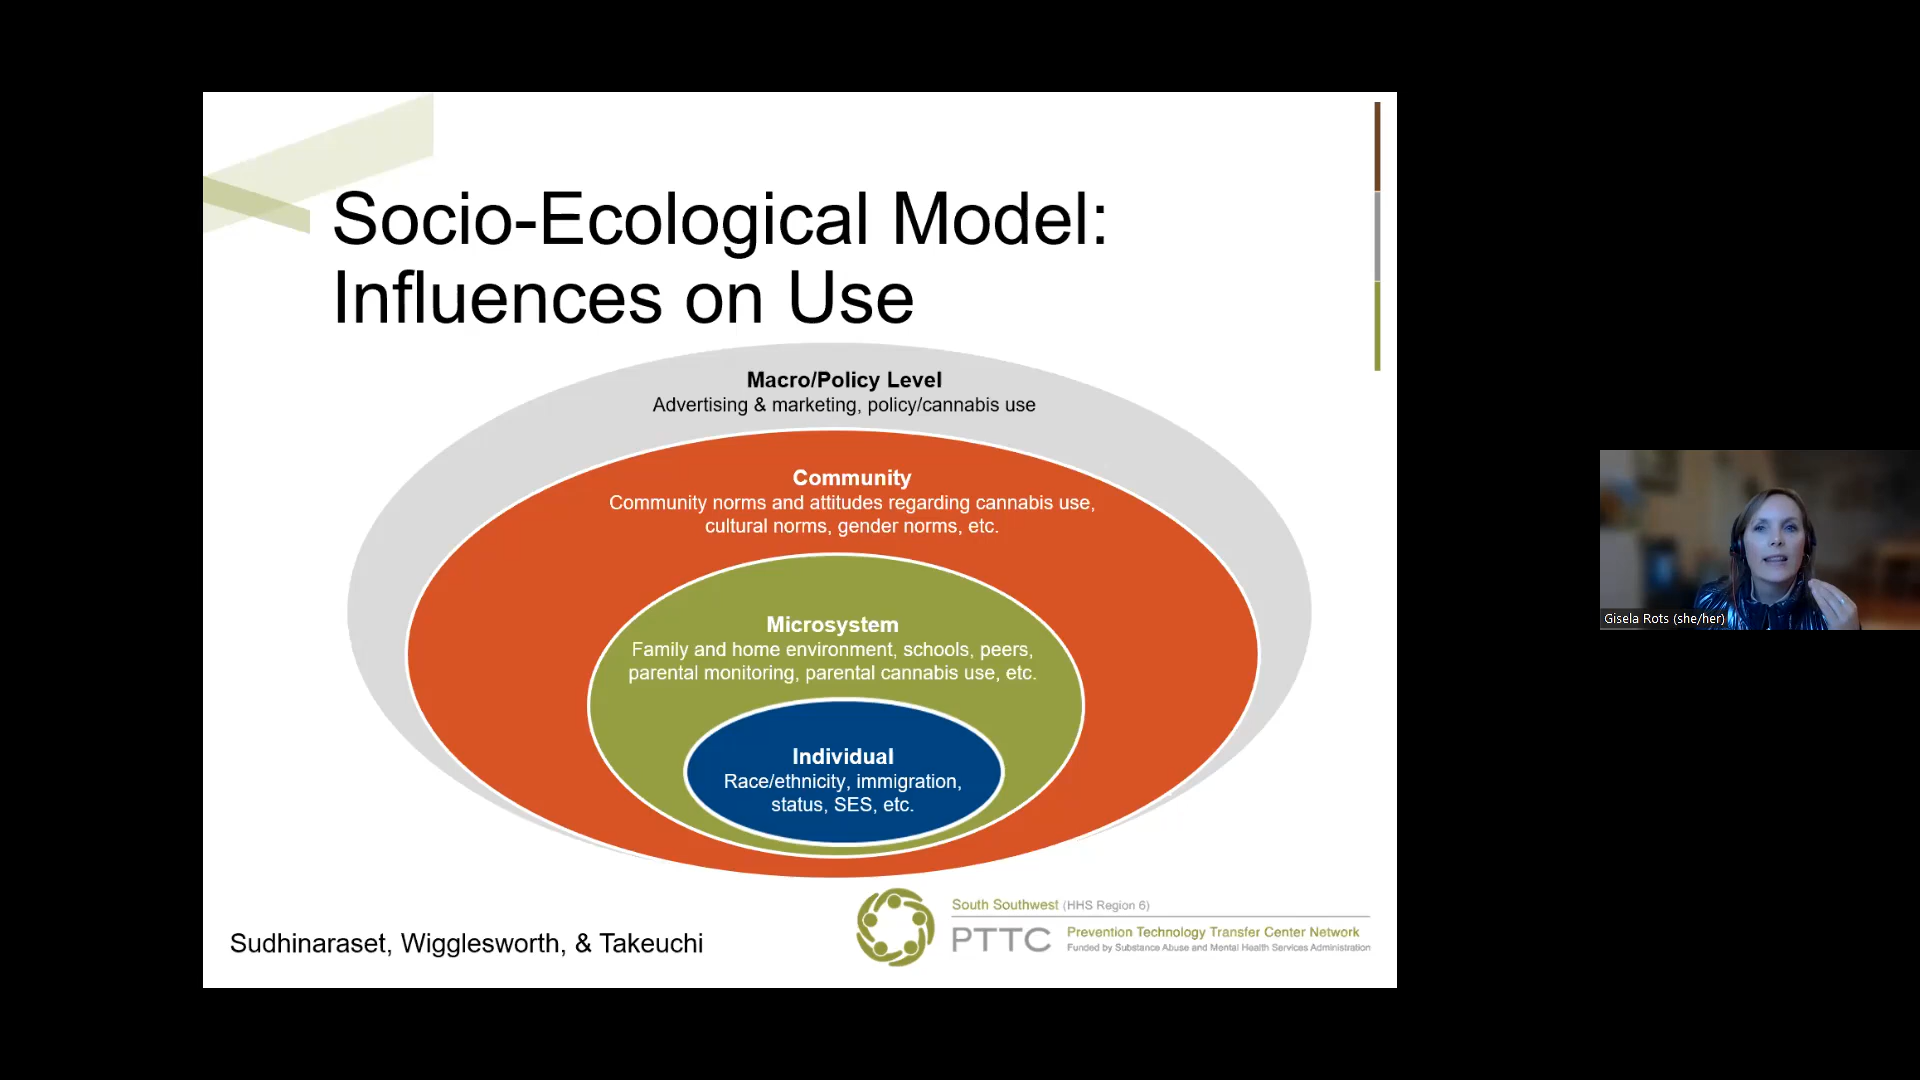 Socio-Ecological Model:
Influences on Use
Macro/Policy Level
Advertising & marketing, policy/cannabis use
Community
Community norms and attitudes regarding cannabis use,
cultural norms, gender norms, etc.
Microsystem
Family and home environment, schools, peers,
parental monitoring, parental cannabis use, etc.
Individual
Race/ethnicity, immigration,
status, SES, etc.
Sudhinaraset, Wigglesworth, & Takeuchi
South Southwest (HHS Region 6)
PTTC
Prevention Technology Transfer Center Network
Funded by Substance Abuse and Mental Health Services Administration
Gisela Rots (she/her)